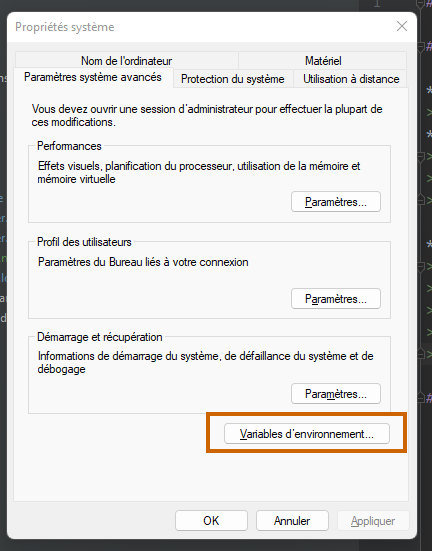 Propriétés système
Nom de l'ordinateur
Matériel
Paramètres système avancés
Protection du système
Utilisation à distance
Vous devez ouvrir une session d'administrateur pour effectuer la plupart de
ces modifications.
Performances
Effets visuels, planification du processeur, utilisation de la mémoire et
mémoire virtuelle
Paramètres...
Profil des utilisateurs
Paramètres du Bureau liés à votre connexion
Paramètres...
Démarrage et récupération
Informations de démarrage du système, de défaillance du système et de
débogage
Paramètres...
Variables d'environnement...
OK
Annuler
Appliquer